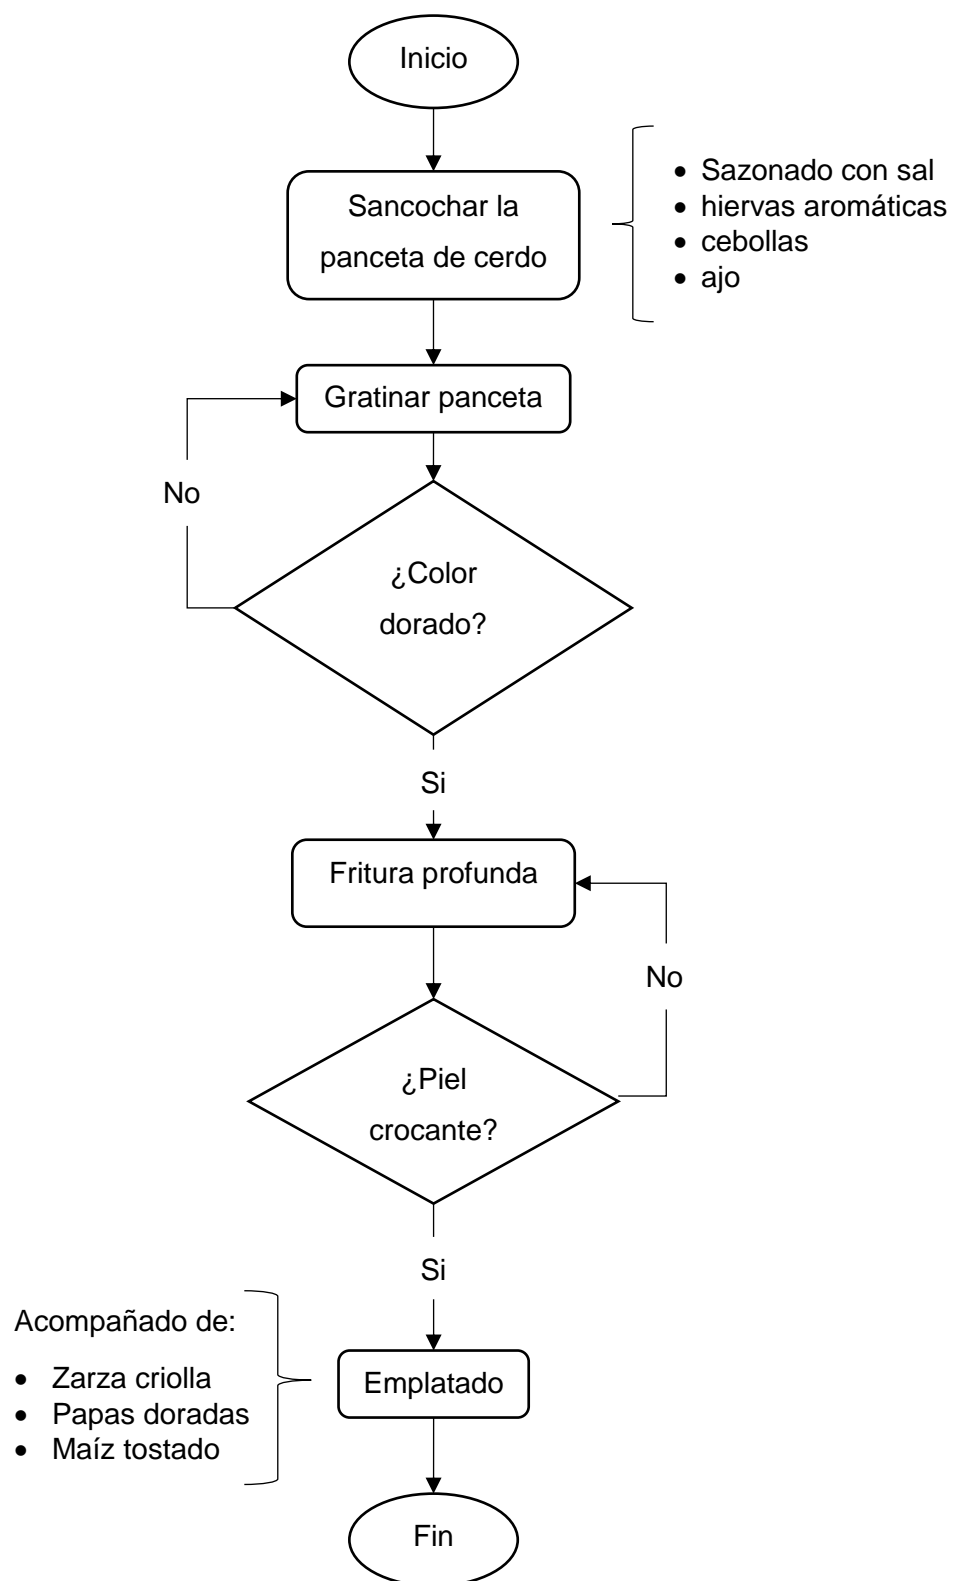 Inicio
Sancochar la
panceta de cerdo
• Sazonado con sal
• hiervas aromáticas
• cebollas
• ajo
Gratinar panceta
No
¿Color
dorado?
Si
Fritura profunda
No
¿Piel
crocante?
Si
Acompañado de:
• Zarza criolla
• Papas doradas
• Maíz tostado
Emplatado
Fin